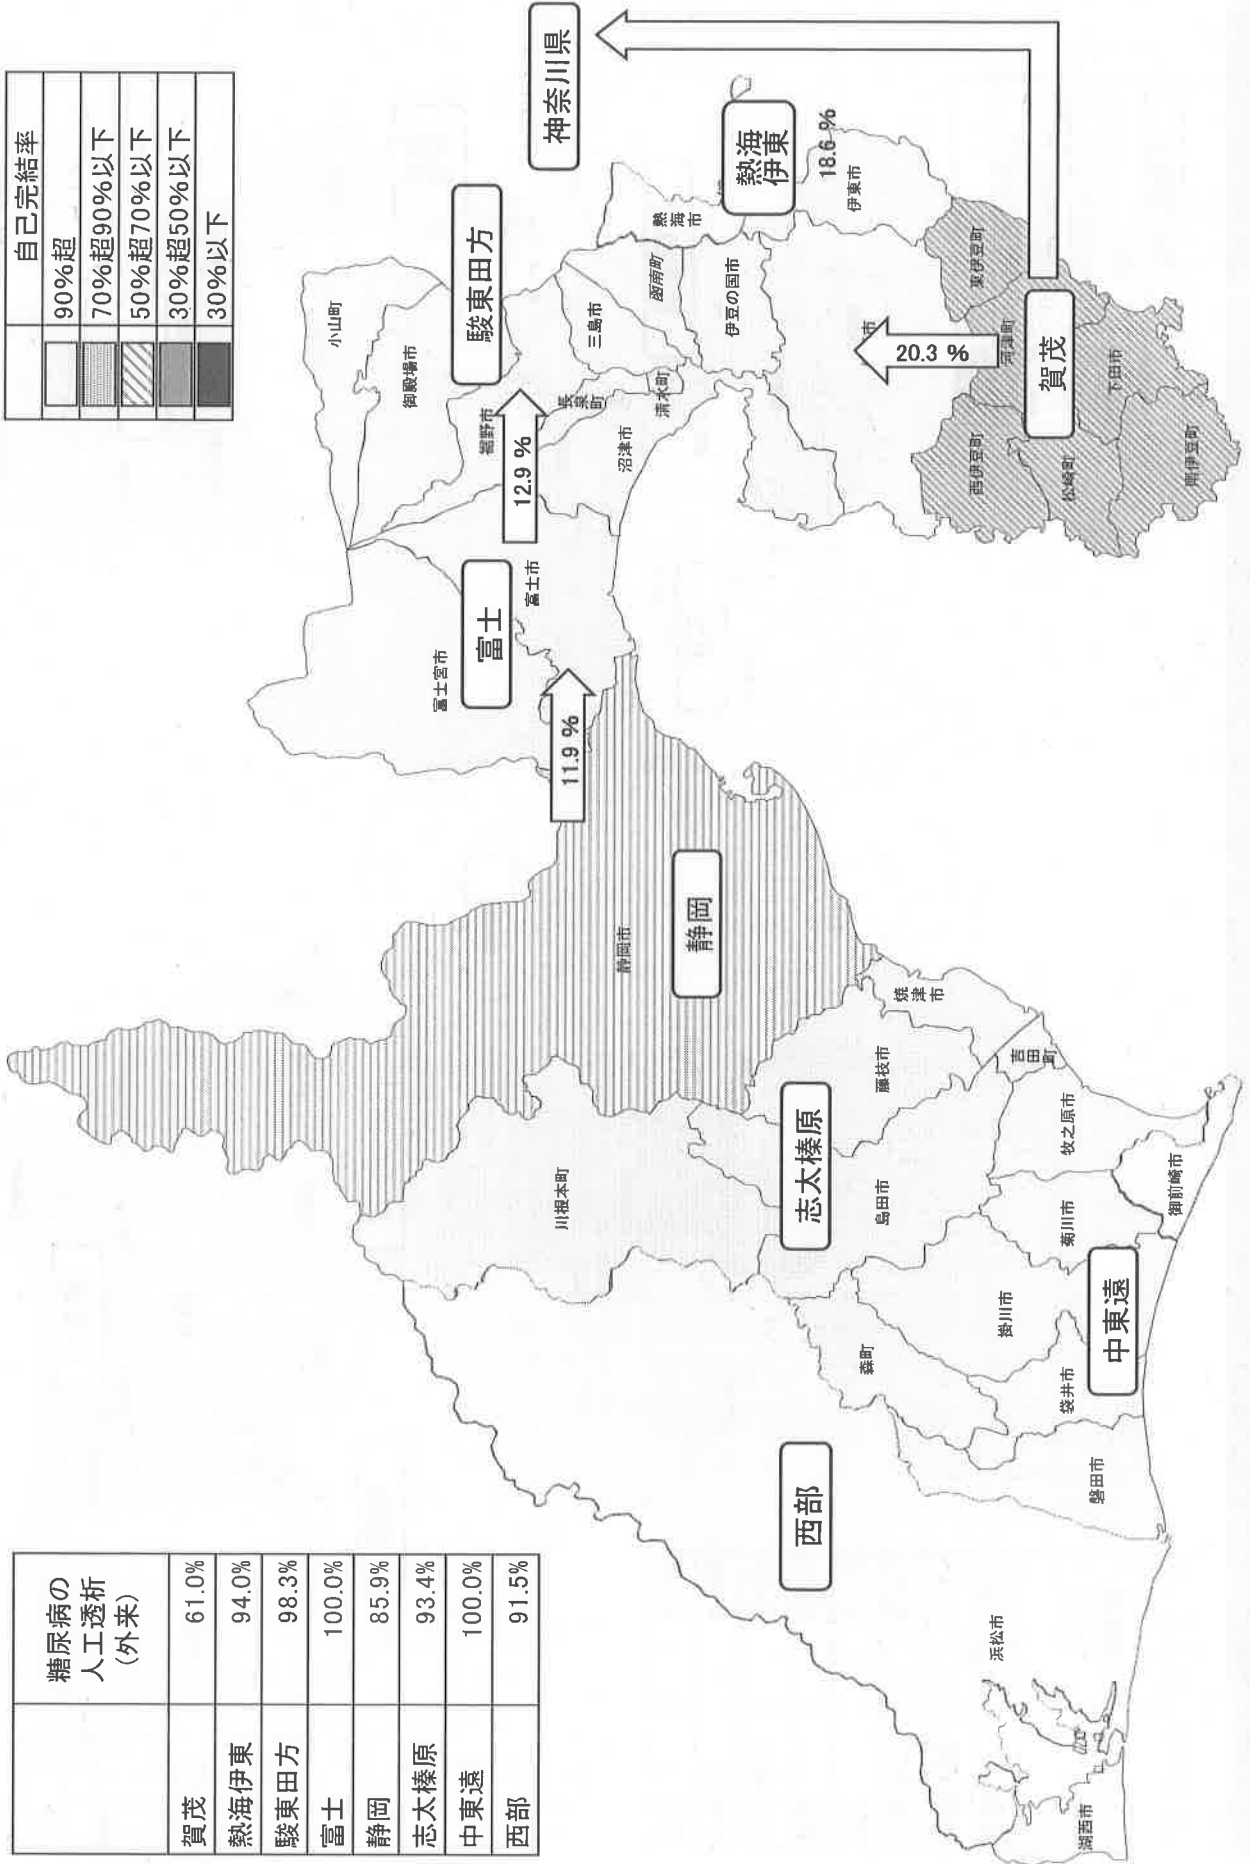 糖尿病の
人工透析
(外来)
賀茂 61.0%
熱海伊東 94.0%
駿東田方 98.3%
富士 100.0%
静岡 85.9%
志太榛原 93.4%
中東遠 100.0%
西部 91.5%
自己完結率
90%超
70%超90%以下
50%超70%以下
30%超50%以下
30%以下
神奈川県
駿東田方
熱海
伊東
富士
賀茂
静岡
志太榛原
中東遠
西部
12.9 %
11.9 %
20.3 %
18.6 %
小山町
御殿場市
裾野市
長泉町
三島市
清水町
函南町
熱海市
沼津市
伊豆の国市
伊東市
市
東伊豆町
河津町
西伊豆町
松崎町
下田市
南伊豆町
富士宮市
富士市
静岡市
川根本町
藤枝市
焼津市
島田市
吉田町
牧之原市
御前崎市
菊川市
掛川市
森町
袋井市
磐田市
浜松市
湖西市